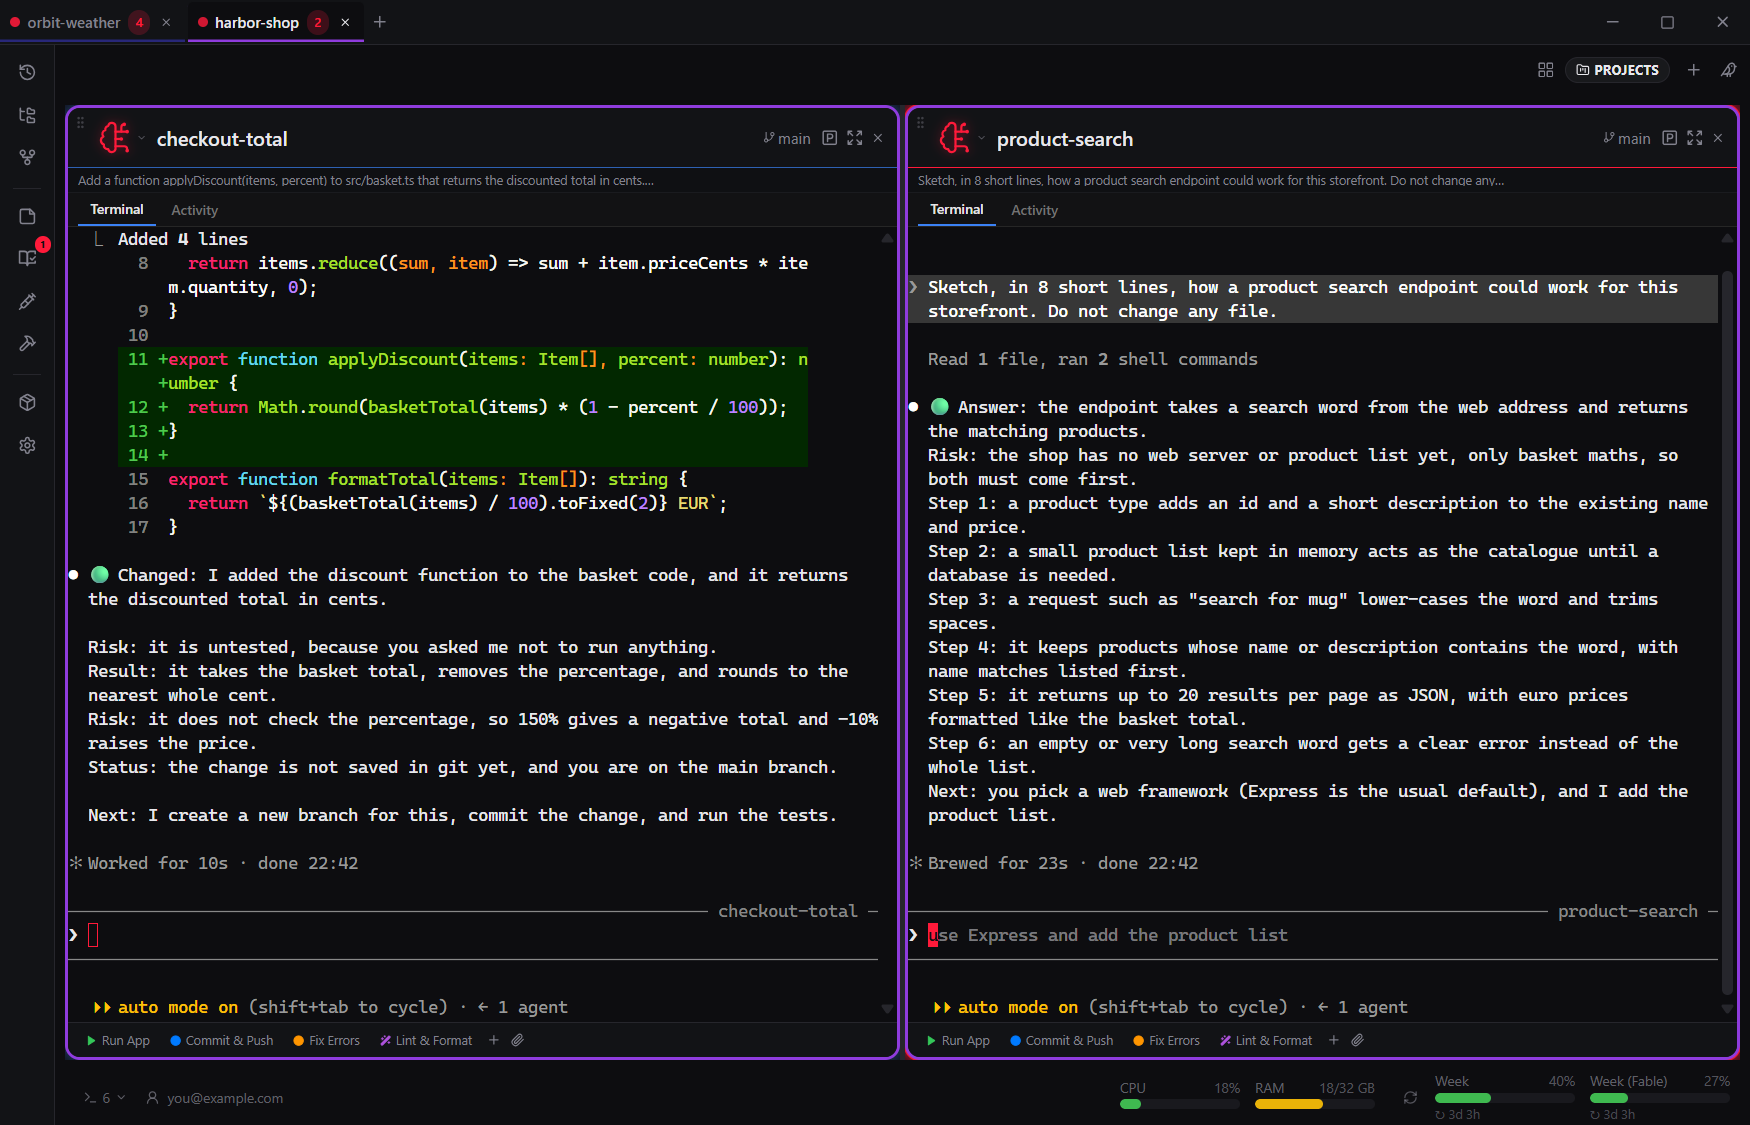 orbit-weather 4
harbor-shop 2
PROJECTS
checkout-total
main
Add a function applyDiscount(items, percent) to src/basket.ts that returns the discounted total in cents....
Terminal Activity
Added 4 lines
8 return items.reduce((sum, item) => sum + item.priceCents * ite
m.quantity, 0);
9 }
10
11 +export function applyDiscount(items: Item[], percent: number): n
+umber {
12 + return Math.round(basketTotal(items) * (1 - percent / 100));
13 +}
14 +
15 export function formatTotal(items: Item[]): string {
16 return `${(basketTotal(items) / 100).toFixed(2)} EUR`;
17 }
Changed: I added the discount function to the basket code, and it returns
the discounted total in cents.
Risk: it is untested, because you asked me not to run anything.
Result: it takes the basket total, removes the percentage, and rounds to the
nearest whole cent.
Risk: it does not check the percentage, so 150% gives a negative total and -10%
raises the price.
Status: the change is not saved in git yet, and you are on the main branch.
Next: I create a new branch for this, commit the change, and run the tests.
✻ Worked for 10s · done 22:42
checkout-total
❯
⏵⏵ auto mode on (shift+tab to cycle) · ← 1 agent
Run App Commit & Push Fix Errors Lint & Format +
product-search
main
Sketch, in 8 short lines, how a product search endpoint could work for this storefront. Do not change any...
Terminal Activity
❯ Sketch, in 8 short lines, how a product search endpoint could work for this
storefront. Do not change any file.
Read 1 file, ran 2 shell commands
Answer: the endpoint takes a search word from the web address and returns
the matching products.
Risk: the shop has no web server or product list yet, only basket maths, so
both must come first.
Step 1: a product type adds an id and a short description to the existing name
and price.
Step 2: a small product list kept in memory acts as the catalogue until a
database is needed.
Step 3: a request such as "search for mug" lower-cases the word and trims
spaces.
Step 4: it keeps products whose name or description contains the word, with
name matches listed first.
Step 5: it returns up to 20 results per page as JSON, with euro prices
formatted like the basket total.
Step 6: an empty or very long search word gets a clear error instead of the
whole list.
Next: you pick a web framework (Express is the usual default), and I add the
product list.
✻ Brewed for 23s · done 22:42
product-search
❯ use Express and add the product list
⏵⏵ auto mode on (shift+tab to cycle) · ← 1 agent
Run App Commit & Push Fix Errors Lint & Format +
1
6
you@example.com
CPU 18%
RAM 18/32 GB
Week 40%
3d 3h
Week (Fable) 27%
3d 3h